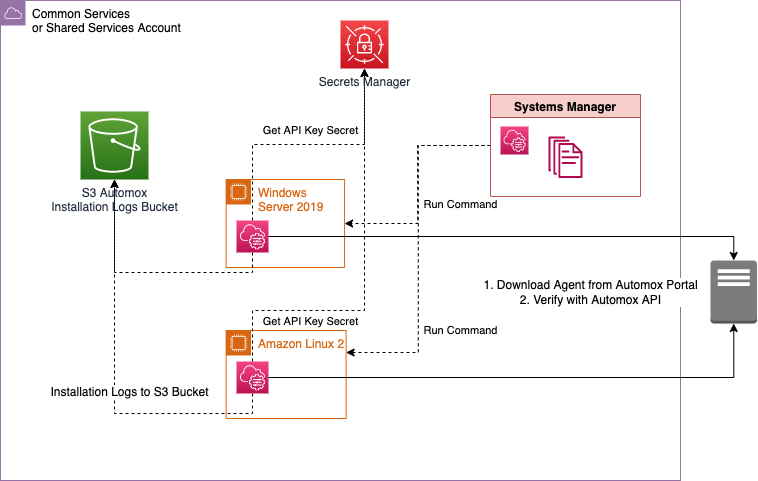 Common Services
or Shared Services Account
Secrets Manager
Systems Manager
Get API Key Secret
S3 Automox
Installation Logs Bucket
Windows
Server 2019
Run Command
1. Download Agent from Automox Portal
2. Verify with Automox API
Get API Key Secret
Run Command
Amazon Linux 2
Installation Logs to S3 Bucket